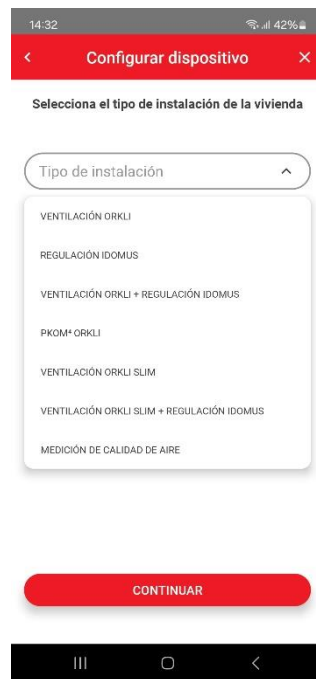 14:32 42%
Configurar dispositivo
Selecciona el tipo de instalación de la vivienda
Tipo de instalación
VENTILACIÓN ORKLI
REGULACIÓN IDOMUS
VENTILACIÓN ORKLI + REGULACIÓN IDOMUS
PKOM⁴ ORKLI
VENTILACIÓN ORKLI SLIM
VENTILACIÓN ORKLI SLIM + REGULACIÓN IDOMUS
MEDICIÓN DE CALIDAD DE AIRE
CONTINUAR